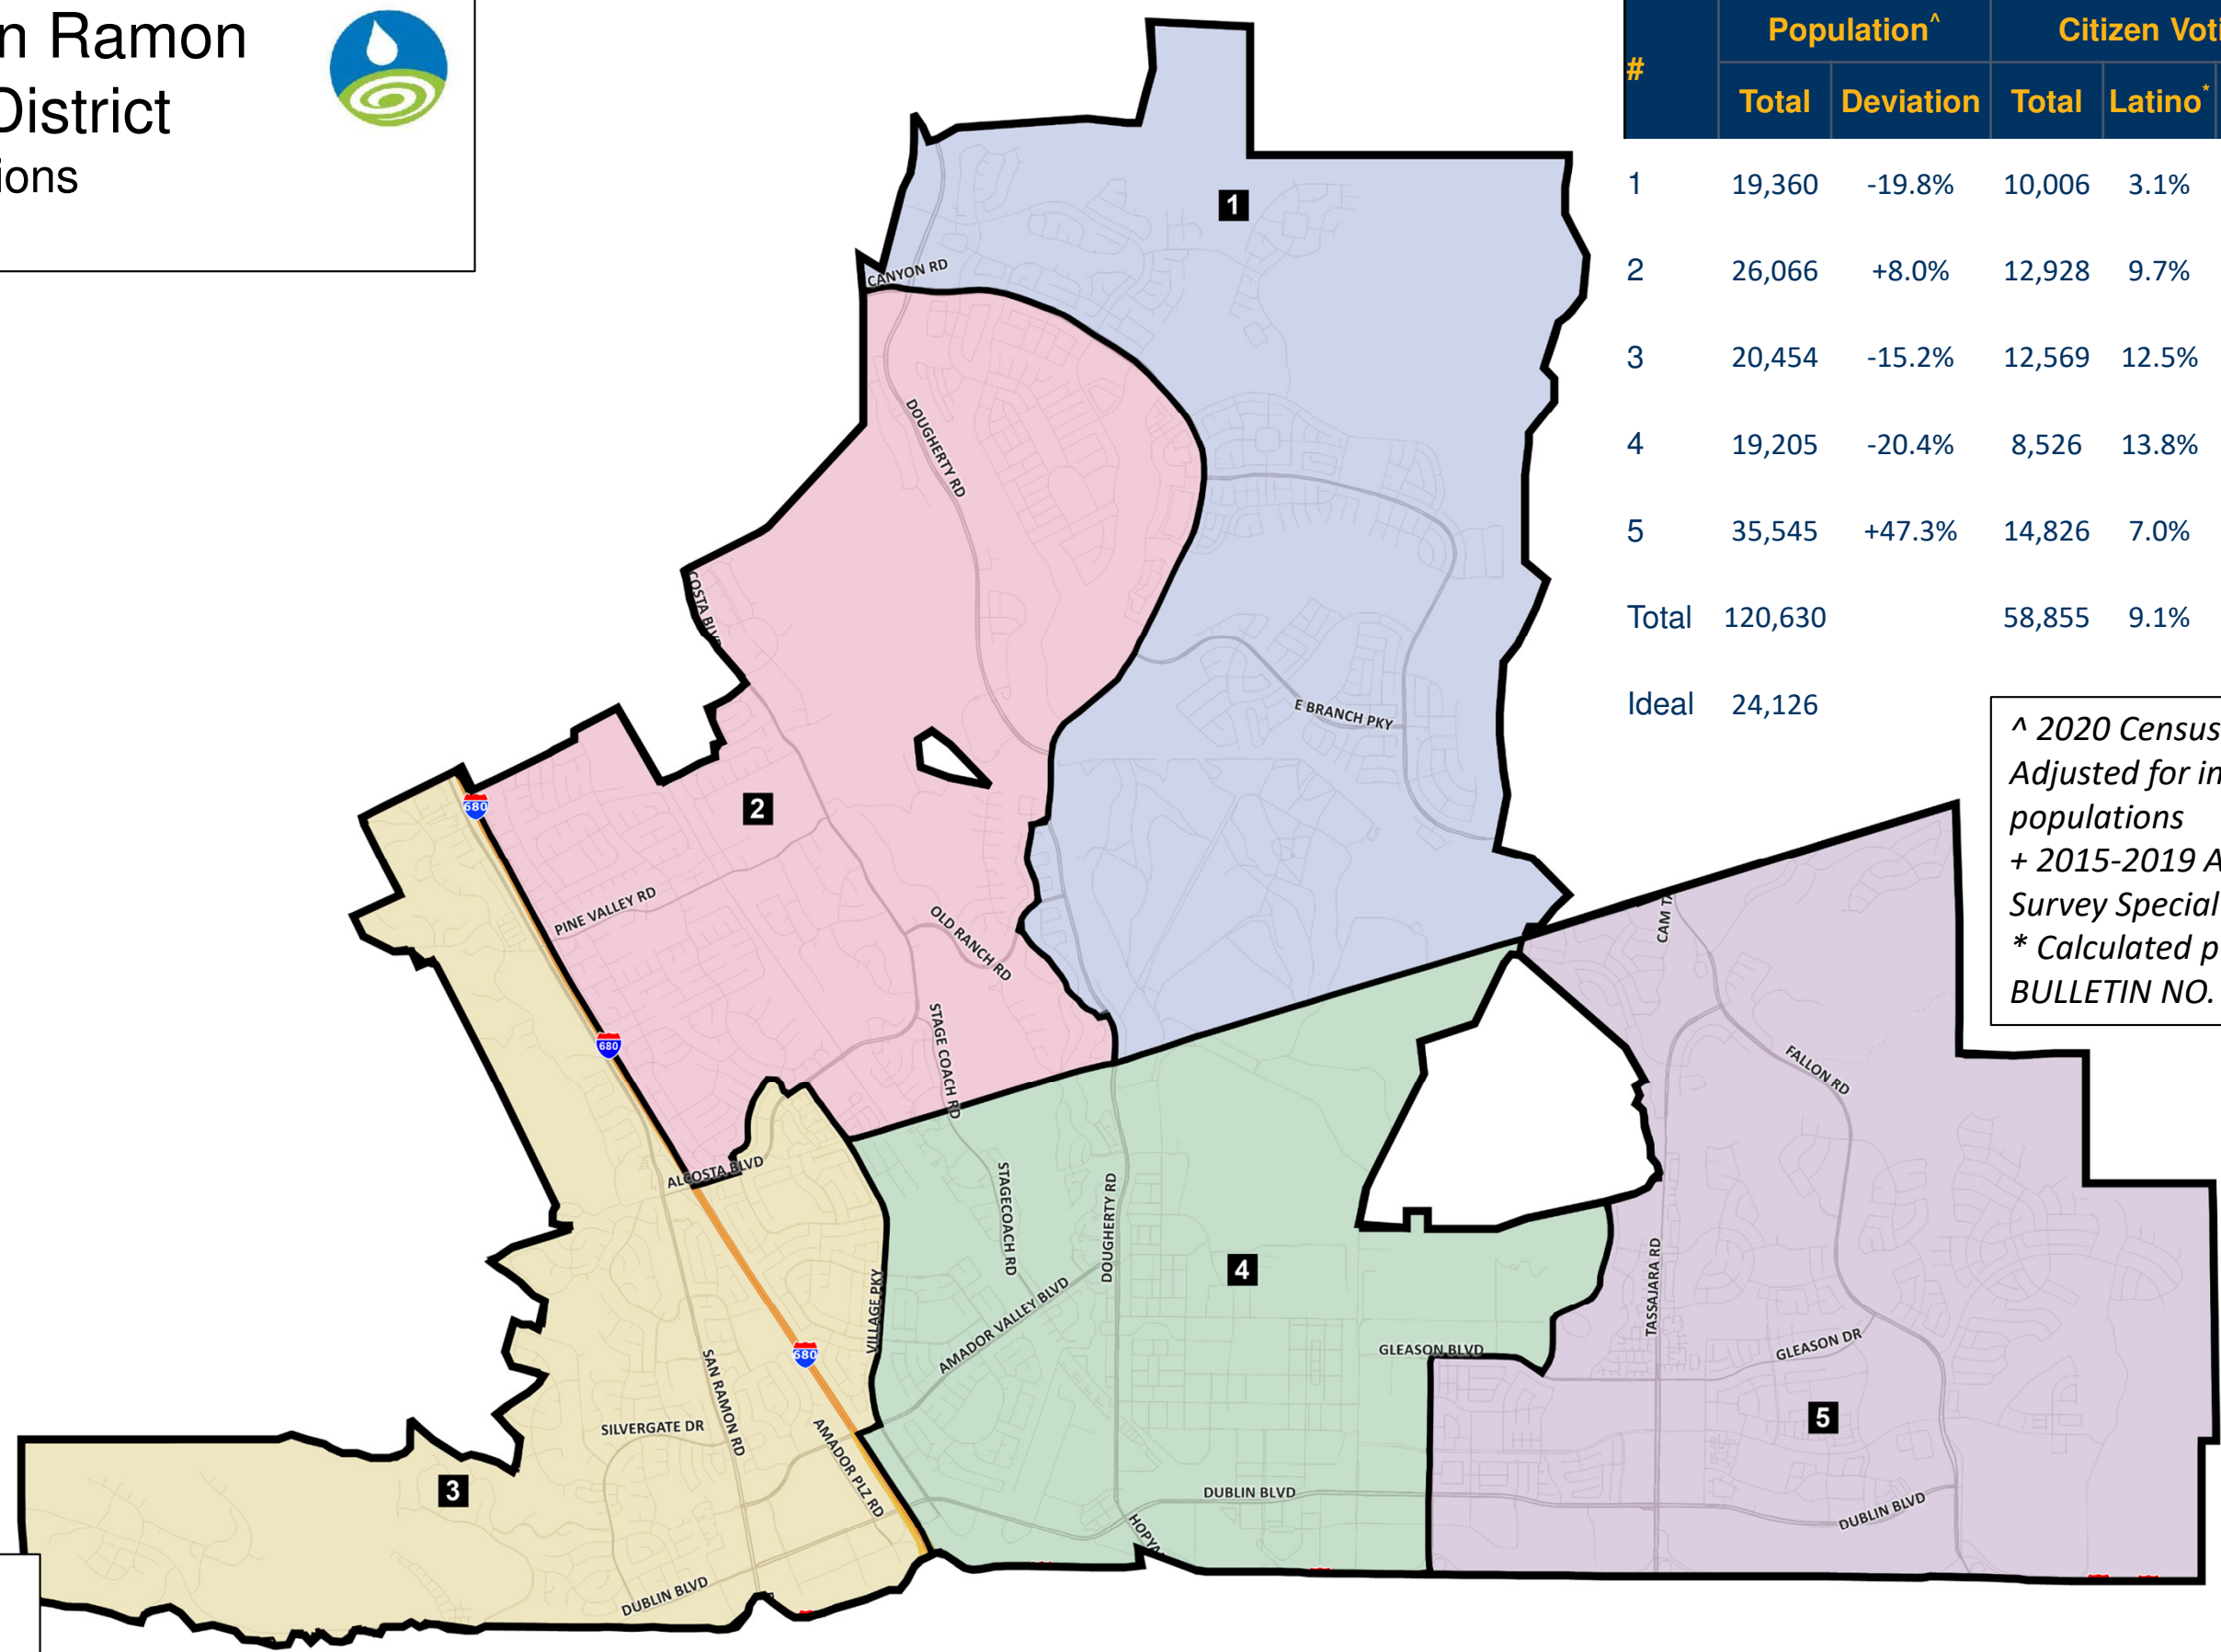 n Ramon
District
ions
# Population^ Citizen Voti
Total Deviation Total Latino*
1 19,360 -19.8% 10,006 3.1%
2 26,066 +8.0% 12,928 9.7%
3 20,454 -15.2% 12,569 12.5%
4 19,205 -20.4% 8,526 13.8%
5 35,545 +47.3% 14,826 7.0%
Total 120,630 58,855 9.1%
Ideal 24,126
^ 2020 Census
Adjusted for in
populations
+ 2015-2019 A
Survey Special
* Calculated p
BULLETIN NO.
1
CANYON RD
DOUGHERTY RD
COSTA BLVD
E BRANCH PKY
680
2
PINE VALLEY RD
OLD RANCH RD
CAM TA
680
STAGE COACH RD
FALLON RD
ALCOSTA BLVD
STAGECOACH RD
DOUGHERTY RD
4
TASSAJARA RD
VILLAGE PKY
AMADOR VALLEY BLVD
680
GLEASON BLVD
GLEASON DR
SAN RAMON RD
SILVERGATE DR
AMADOR PLZ RD
5
3
DUBLIN BLVD
DUBLIN BLVD
HOPYA
DUBLIN BLVD